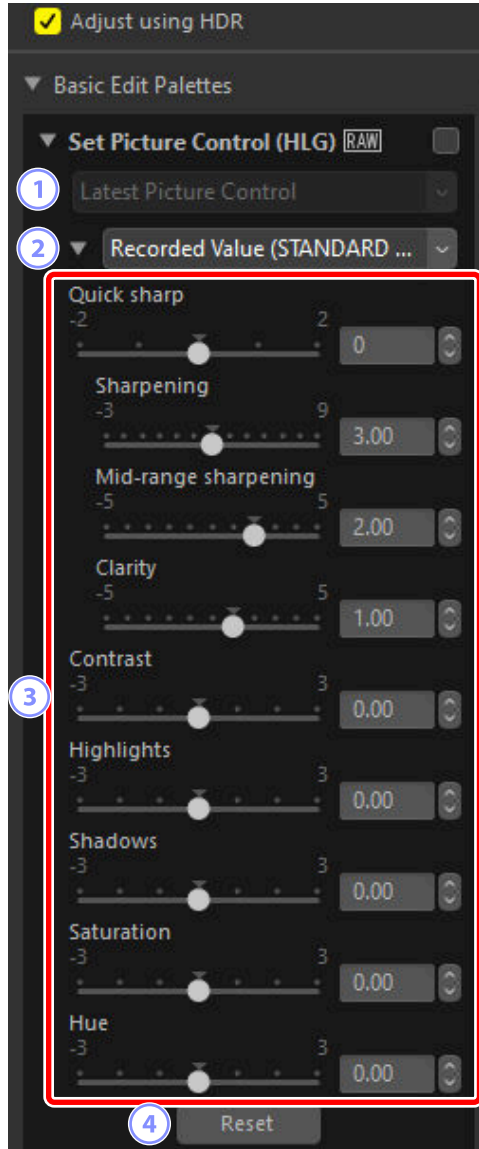 Adjust using HDR
Basic Edit Palettes
Set Picture Control (HLG) RAW
1 Latest Picture Control
2 Recorded Value (STANDARD ...
Quick sharp
-2 2
0
Sharpening
-3 9
3.00
Mid-range sharpening
-5 5
2.00
Clarity
-5 5
1.00
Contrast
3
-3 3
0.00
Highlights
-3 3
0.00
Shadows
-3 3
0.00
Saturation
-3 3
0.00
Hue
-3 3
0.00
4 Reset